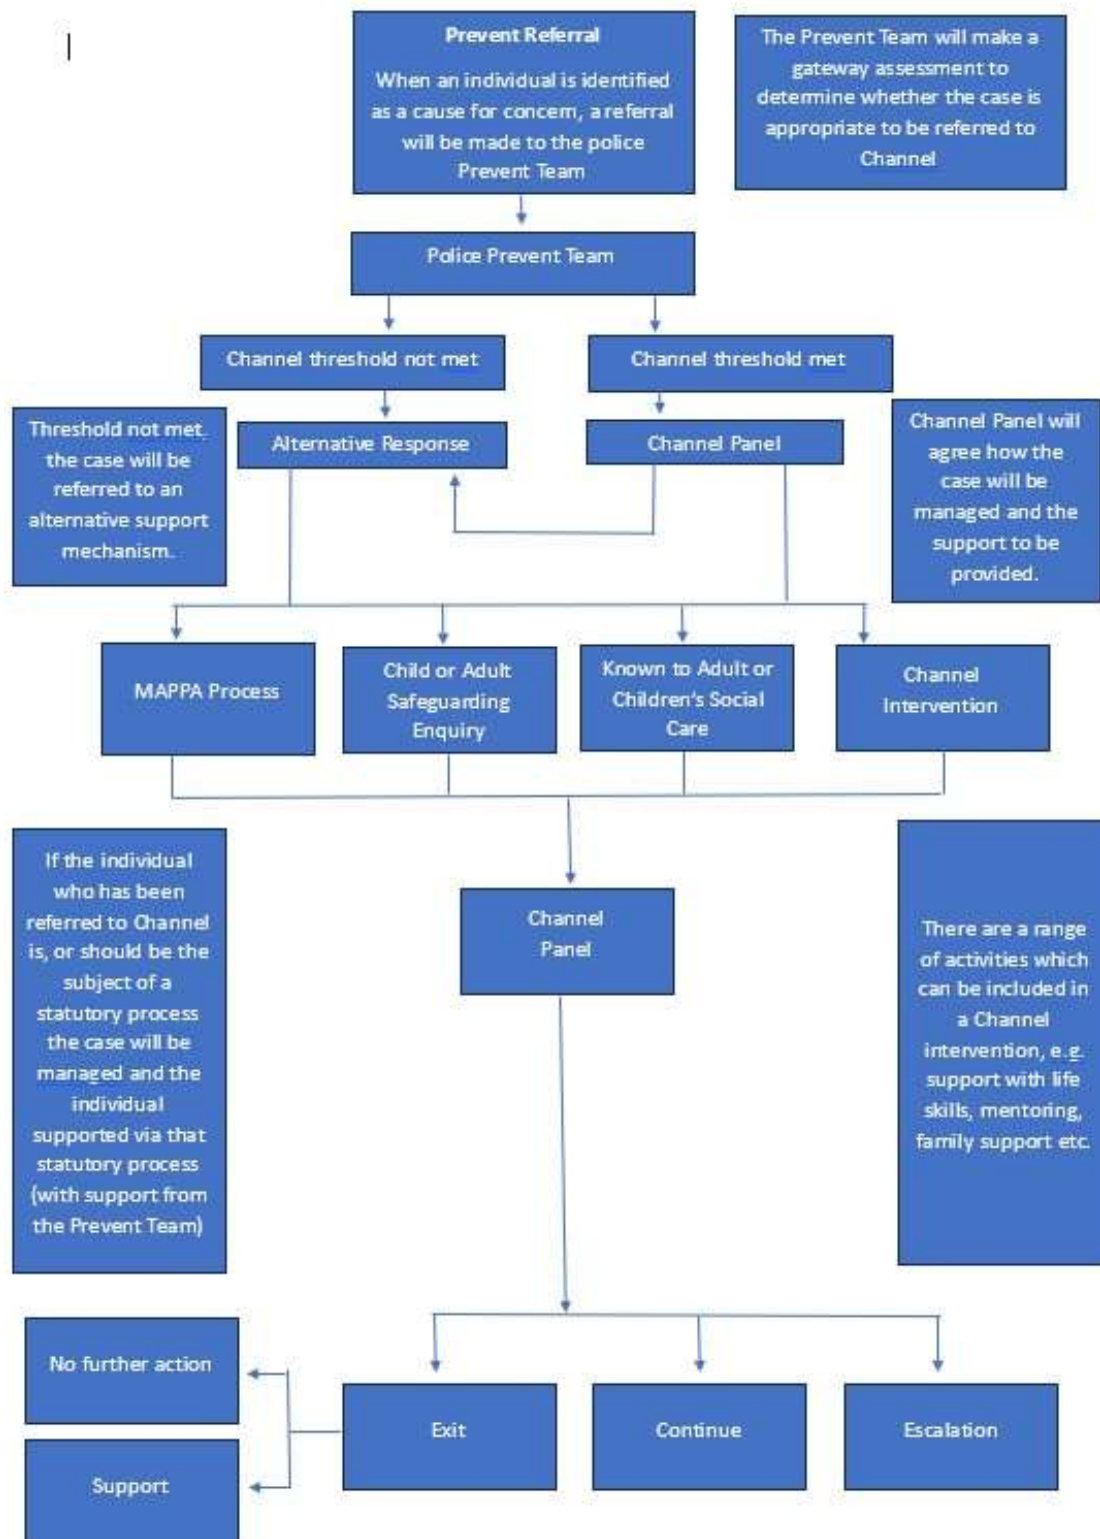 Prevent Referral
When an individual is identified
as a cause for concern, a referral
will be made to the police
Prevent Team
The Prevent Team will make a
gateway assessment to
determine whether the case is
appropriate to be referred to
Channel
Police Prevent Team
Channel threshold not met
Channel threshold met
Threshold not met,
the case will be
referred to an
alternative support
mechanism.
Alternative Response
Channel Panel
Channel Panel will
agree how the
case will be
managed and the
support to be
provided.
MAPPA Process
Child or Adult
Safeguarding
Enquiry
Known to Adult or
Children's Social
Care
Channel
Intervention
If the individual
who has been
referred to Channel
is, or should be the
subject of a
statutory process
the case will be
managed and the
individual
supported via that
statutory process
(with support from
the Prevent Team)
Channel
Panel
There are a range
of activities which
can be included in
a Channel
intervention, e.g.
support with life
skills, mentoring,
family support etc.
No further action
Support
Exit
Continue
Escalation